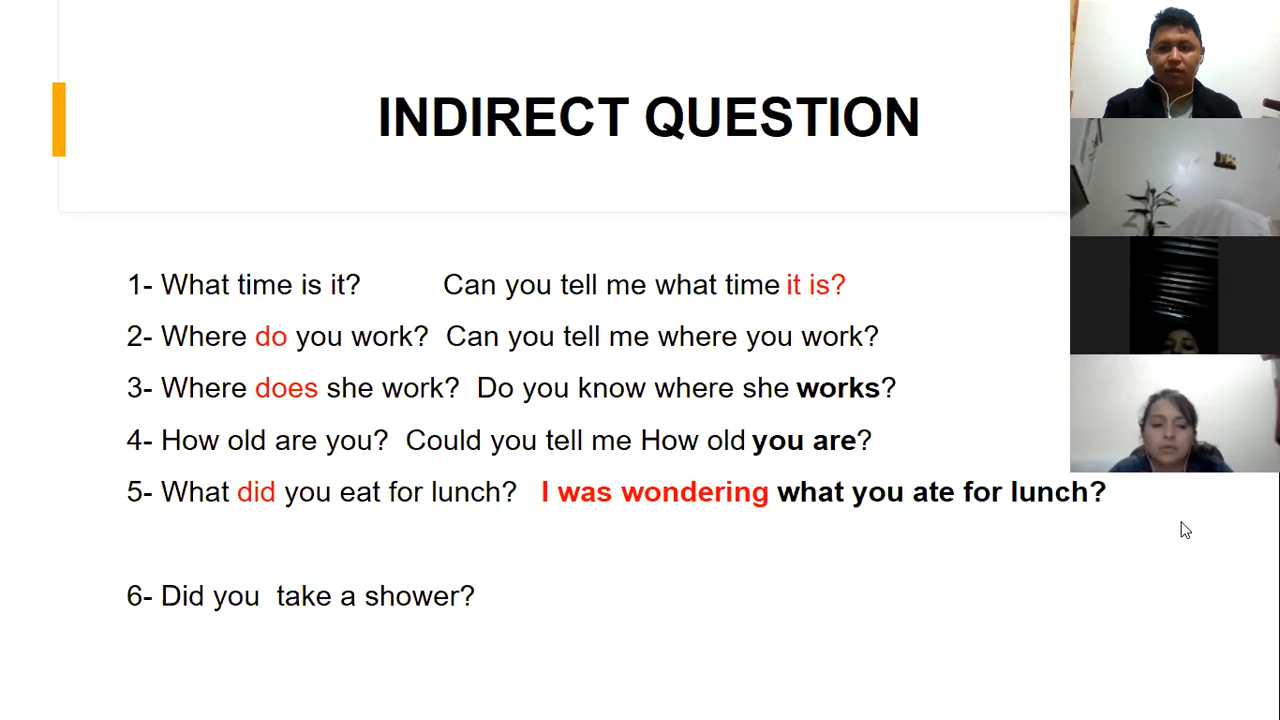 INDIRECT QUESTION
1- What time is it? Can you tell me what time it is?
2- Where do you work? Can you tell me where you work?
3- Where does she work? Do you know where she works?
4- How old are you? Could you tell me How old you are?
5- What did you eat for lunch? I was wondering what you ate for lunch?
6- Did you take a shower?